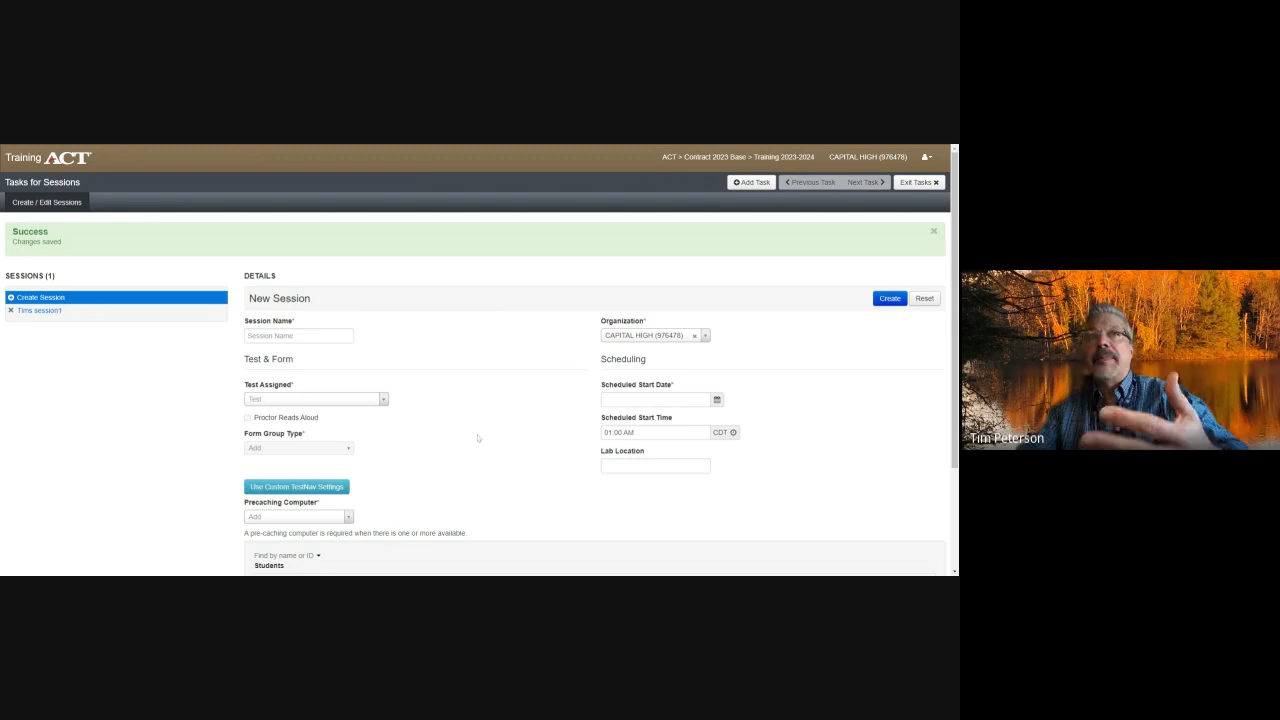 Training ACT
ACT > Contract 2023 Base > Training 2023-2024
CAPITAL HIGH (976478)
Tasks for Sessions
Add Task
Previous Task
Next Task
Exit Tasks
Create / Edit Sessions
Success
Changes saved
SESSIONS (1)
Create Session
Tims session1
DETAILS
New Session
Create
Reset
Session Name*
Session Name
Organization*
CAPITAL HIGH (976478)
Test & Form
Scheduling
Test Assigned*
Test
Scheduled Start Date*
Proctor Reads Aloud
Scheduled Start Time
Form Group Type*
01:00 AM
CDT
Add
Lab Location
Use Custom TestNav Settings
Precaching Computer*
Add
A pre-caching computer is required when there is one or more available.
Find by name or ID
Students
Tim Peterson